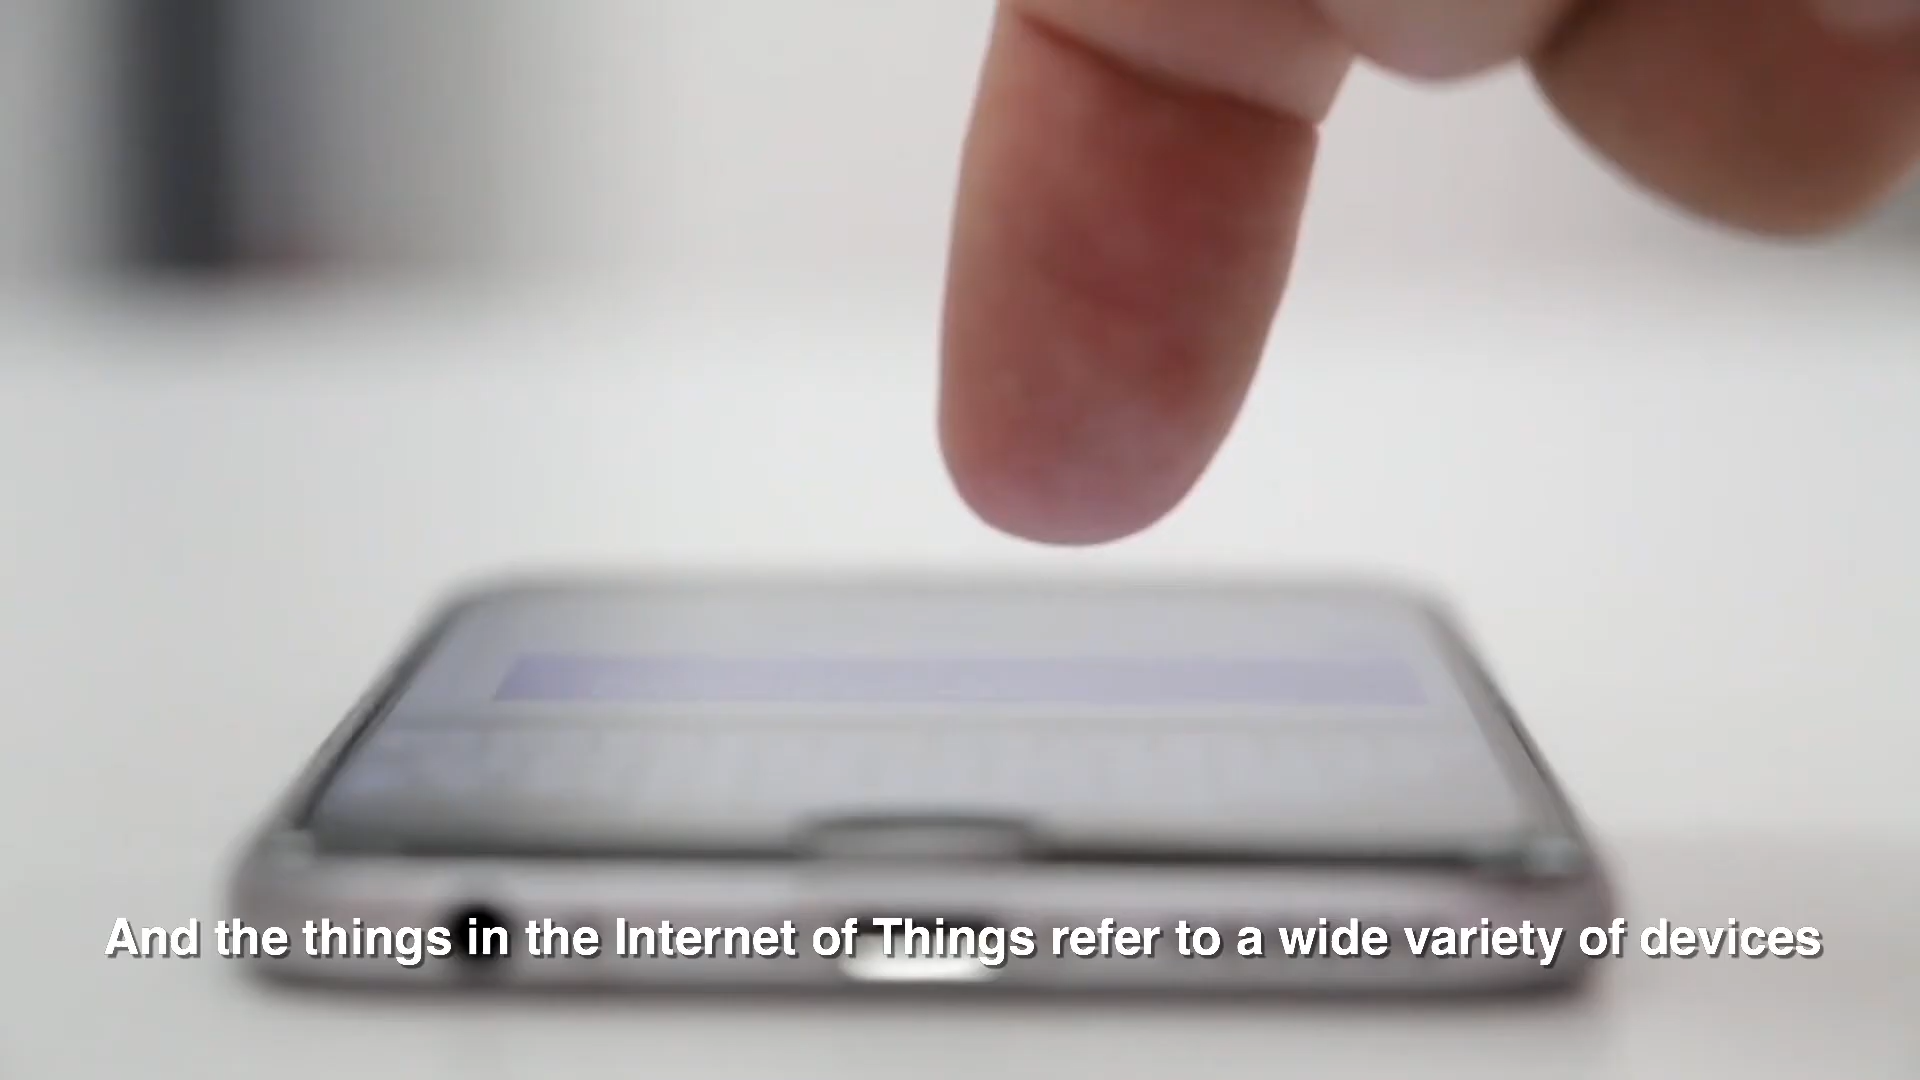 And the things in the Internet of Things refer to a wide variety of devices